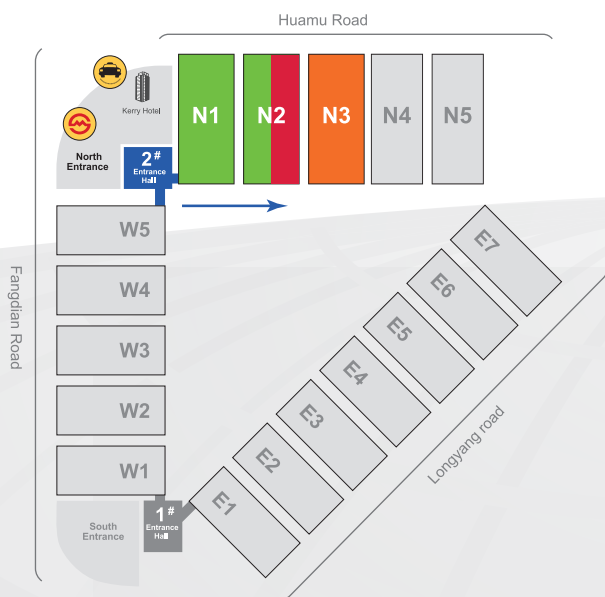 Huamu Road
Kerry Hotel
North
Entrance
2#
Entrance
Hall
N1
N2
N3
N4
N5
Fangdian Road
W5
W4
W3
W2
W1
E7
E6
E5
E4
E3
E2
E1
Longyang road
South
Entrance
1#
Entrance
Hall